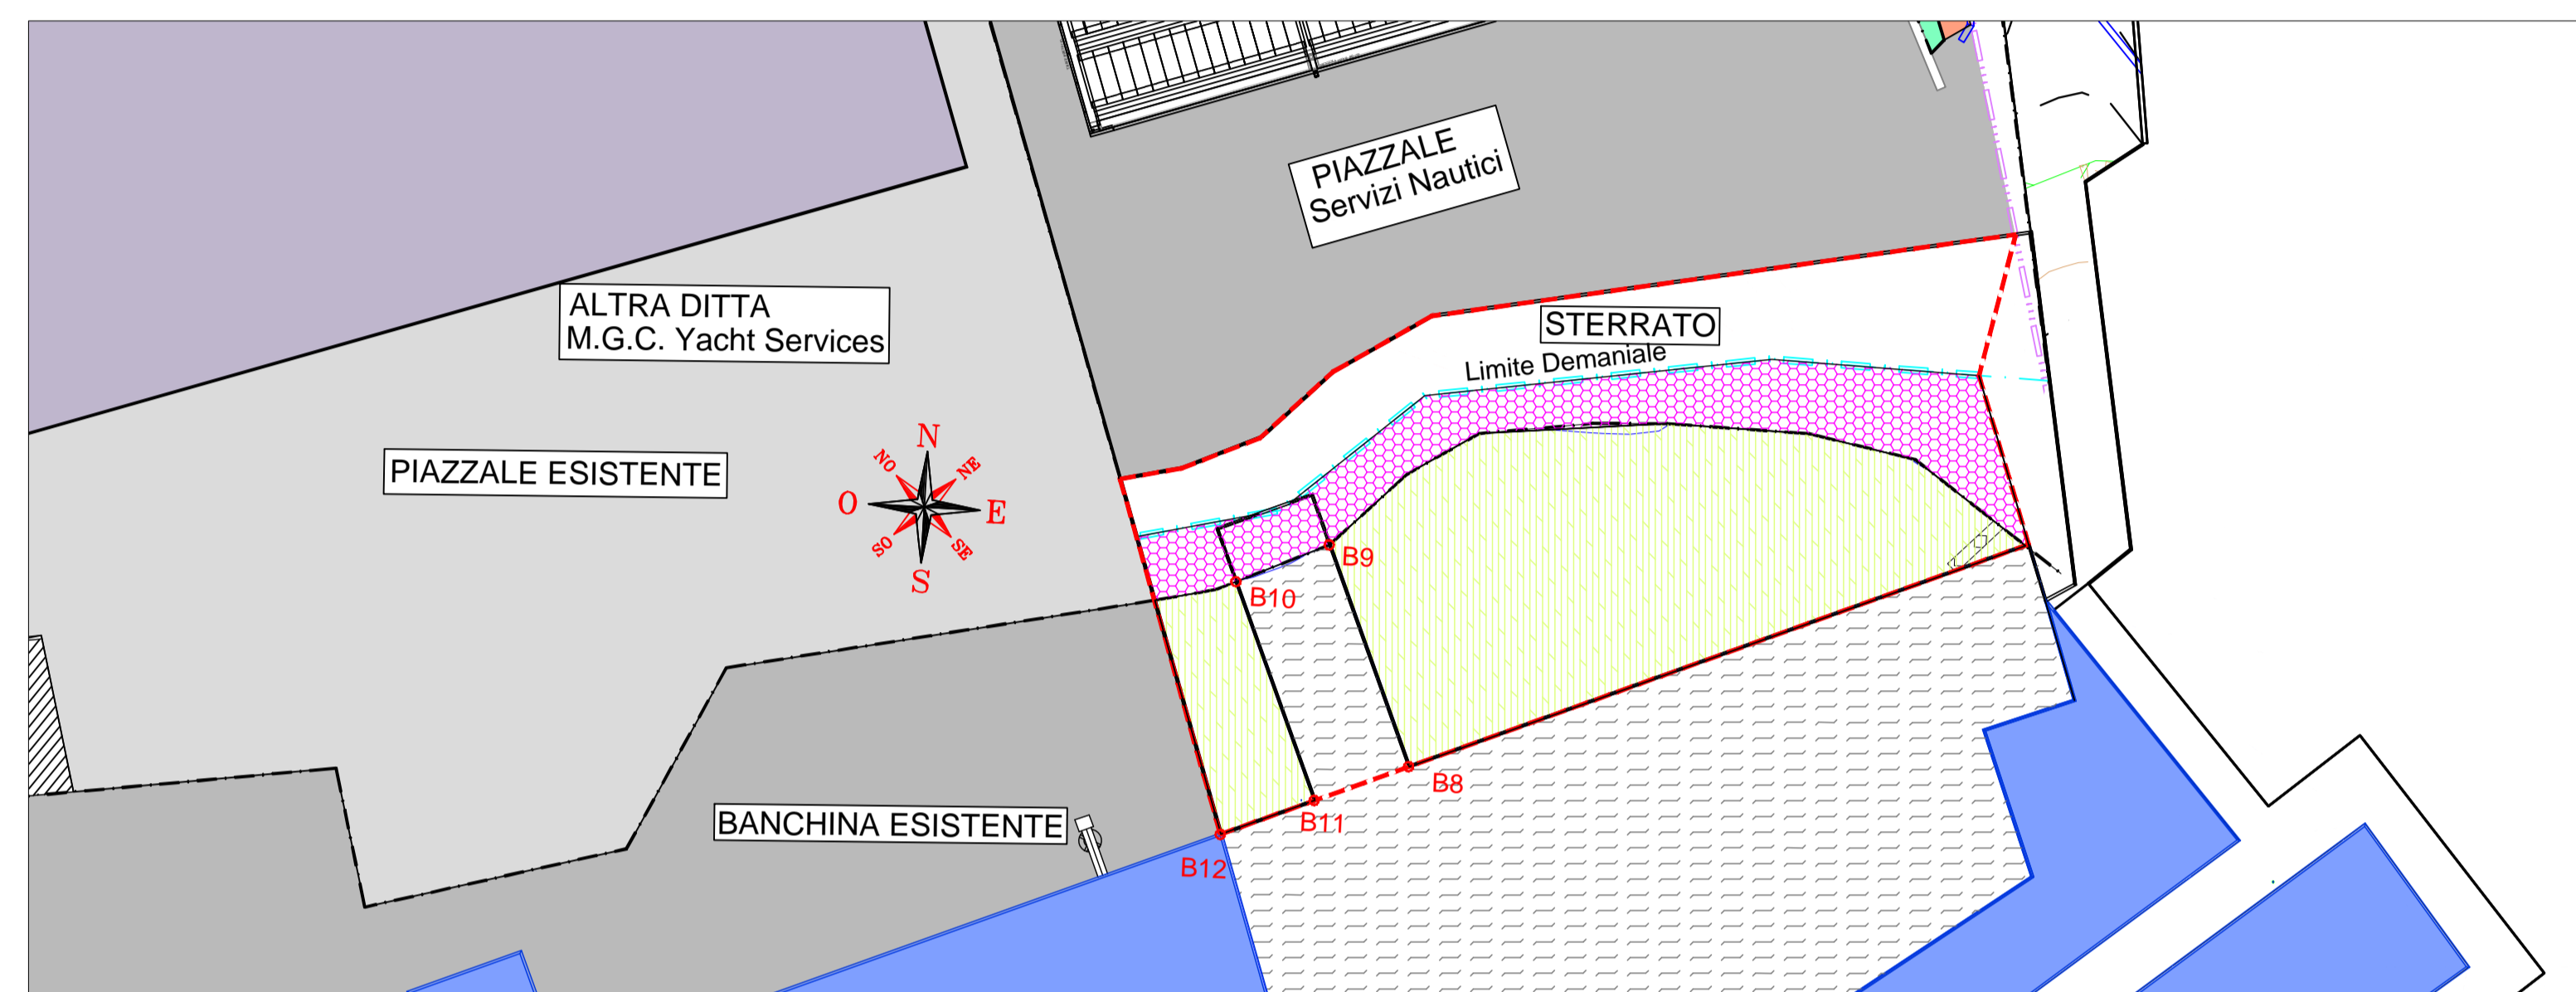 PIAZZALE
Servizi Nautici
ALTRA DITTA
M.G.C. Yacht Services
STERRATO
Limite Demaniale
PIAZZALE ESISTENTE
N
NO
NE
O
E
SO
SE
S
B9
B10
B8
B11
BANCHINA ESISTENTE
B12